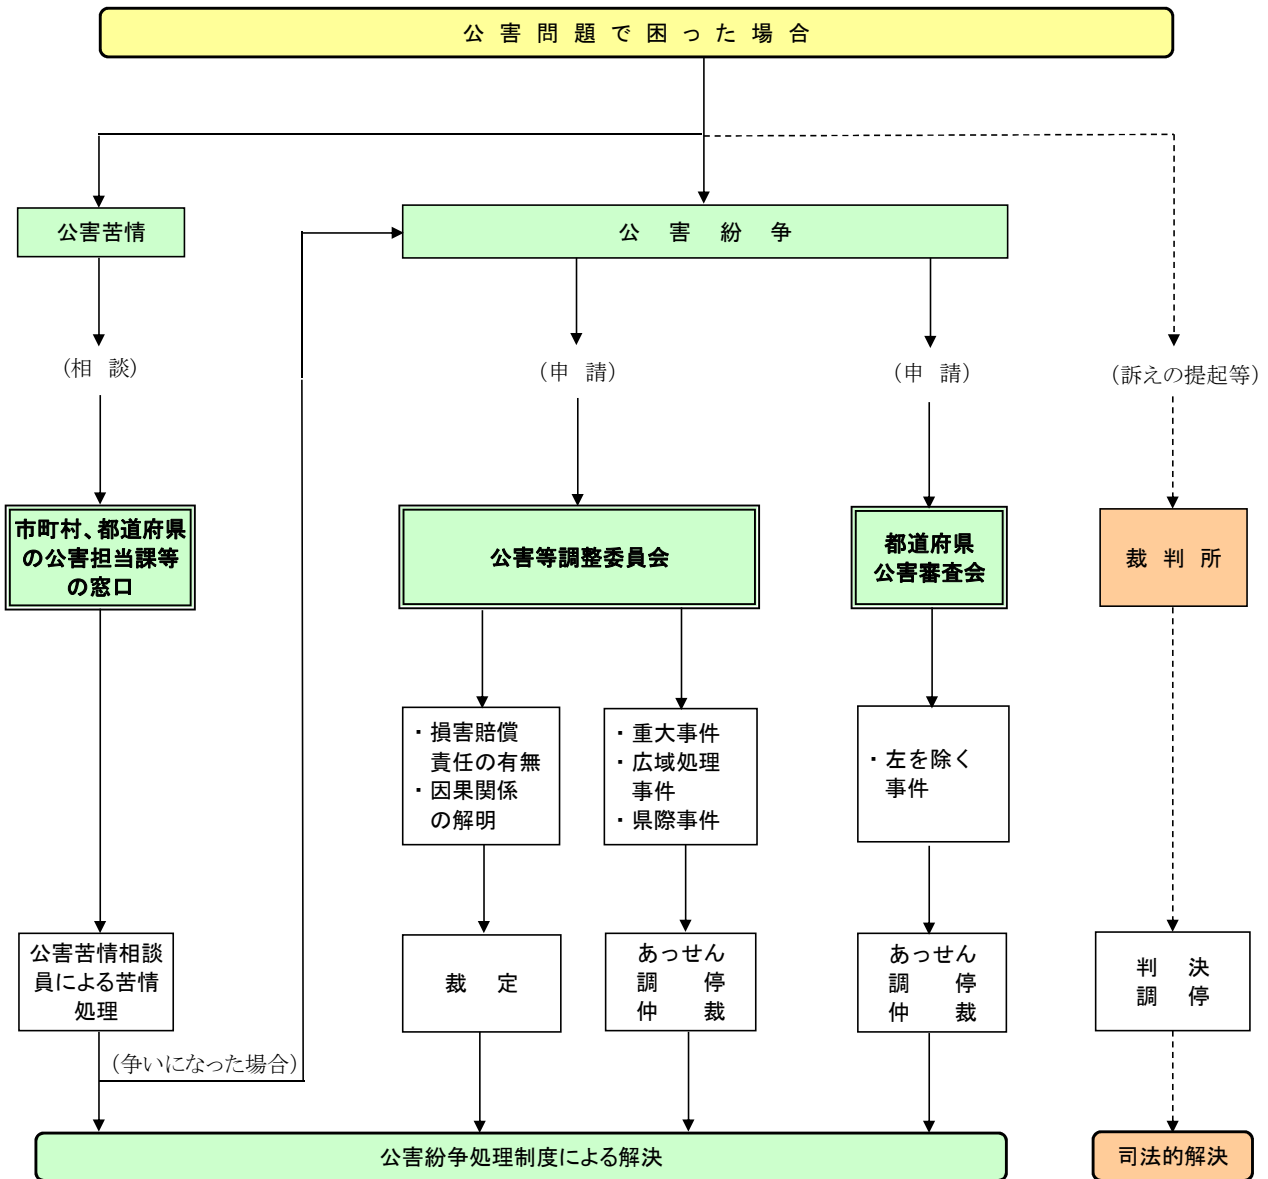 公害問題で困った場合
公害苦情
公害紛争
（相 談）
（申 請）
（申 請）
（訴えの提起等）
市町村、都道府県
の公害担当課等
の窓口
公害等調整委員会
都道府県
公害審査会
裁判所
・損害賠償
責任の有無
・因果関係
の解明
・重大事件
・広域処理
事件
・県際事件
・左を除く
事件
公害苦情相談
員による苦情
処理
裁 定
あっせん
調 停
仲 裁
あっせん
調 停
仲 裁
判 決
調 停
（争いになった場合）
公害紛争処理制度による解決
司法的解決